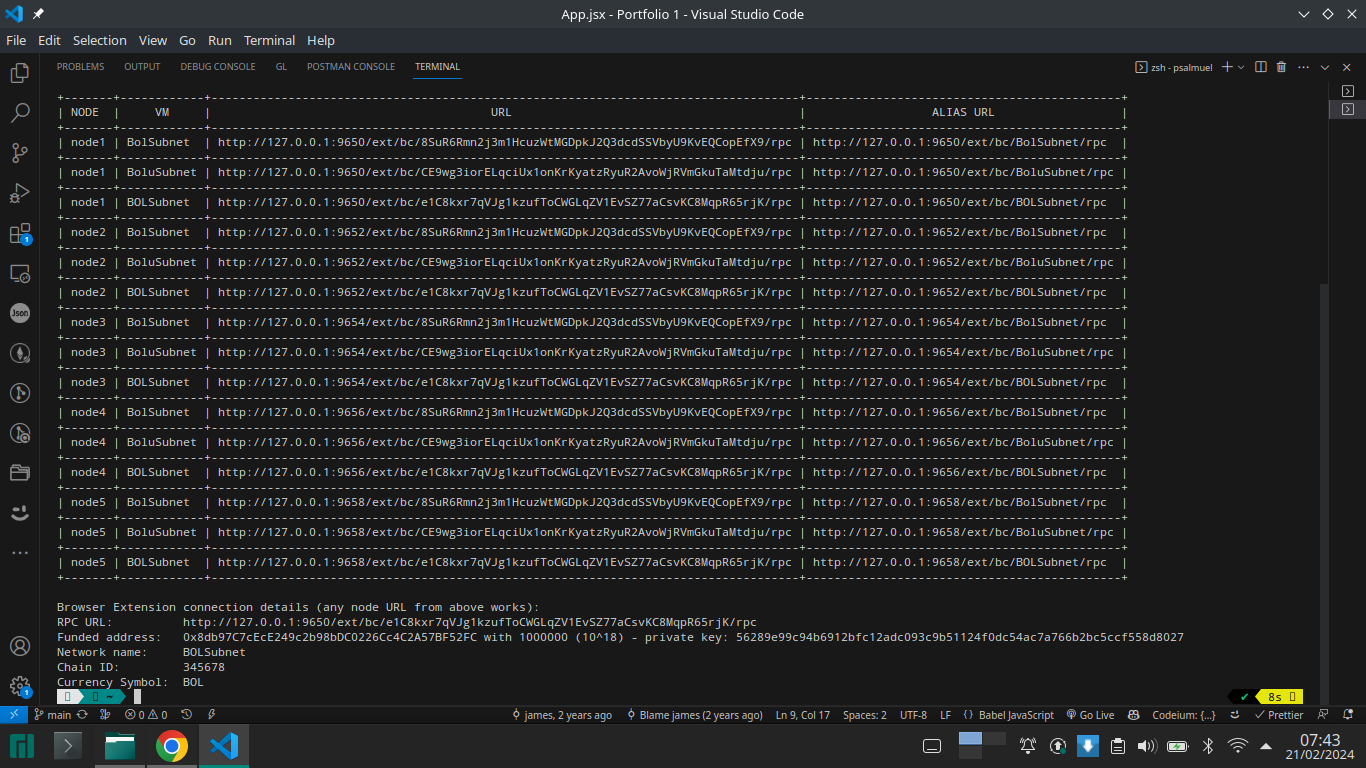 App.jsx - Portfolio 1 - Visual Studio Code
File Edit Selection View Go Run Terminal Help
PROBLEMS OUTPUT DEBUG CONSOLE GL POSTMAN CONSOLE TERMINAL zsh - psalmuel
| NODE | VM | URL | ALIAS URL |
| node1 | BolSubnet | http://127.0.0.1:9650/ext/bc/8SuR6Rmn2j3m1HcuzWtMGDpkJ2Q3dcdSSVbyU9KvEQCopEfX9/rpc | http://127.0.0.1:9650/ext/bc/BolSubnet/rpc |
| node1 | BoluSubnet | http://127.0.0.1:9650/ext/bc/CE9wg3iorELqciUx1onKrKyatzRyuR2AvoWjRVmGkuTaMtdju/rpc | http://127.0.0.1:9650/ext/bc/BoluSubnet/rpc |
| node1 | BOLSubnet | http://127.0.0.1:9650/ext/bc/e1C8kxr7qVJg1kzufToCWGLqZV1EvSZ77aCsvKC8MqpR65rjK/rpc | http://127.0.0.1:9650/ext/bc/BOLSubnet/rpc |
| node2 | BolSubnet | http://127.0.0.1:9652/ext/bc/8SuR6Rmn2j3m1HcuzWtMGDpkJ2Q3dcdSSVbyU9KvEQCopEfX9/rpc | http://127.0.0.1:9652/ext/bc/BolSubnet/rpc |
| node2 | BoluSubnet | http://127.0.0.1:9652/ext/bc/CE9wg3iorELqciUx1onKrKyatzRyuR2AvoWjRVmGkuTaMtdju/rpc | http://127.0.0.1:9652/ext/bc/BoluSubnet/rpc |
| node2 | BOLSubnet | http://127.0.0.1:9652/ext/bc/e1C8kxr7qVJg1kzufToCWGLqZV1EvSZ77aCsvKC8MqpR65rjK/rpc | http://127.0.0.1:9652/ext/bc/BOLSubnet/rpc |
| node3 | BolSubnet | http://127.0.0.1:9654/ext/bc/8SuR6Rmn2j3m1HcuzWtMGDpkJ2Q3dcdSSVbyU9KvEQCopEfX9/rpc | http://127.0.0.1:9654/ext/bc/BolSubnet/rpc |
| node3 | BoluSubnet | http://127.0.0.1:9654/ext/bc/CE9wg3iorELqciUx1onKrKyatzRyuR2AvoWjRVmGkuTaMtdju/rpc | http://127.0.0.1:9654/ext/bc/BoluSubnet/rpc |
| node3 | BOLSubnet | http://127.0.0.1:9654/ext/bc/e1C8kxr7qVJg1kzufToCWGLqZV1EvSZ77aCsvKC8MqpR65rjK/rpc | http://127.0.0.1:9654/ext/bc/BOLSubnet/rpc |
| node4 | BolSubnet | http://127.0.0.1:9656/ext/bc/8SuR6Rmn2j3m1HcuzWtMGDpkJ2Q3dcdSSVbyU9KvEQCopEfX9/rpc | http://127.0.0.1:9656/ext/bc/BolSubnet/rpc |
| node4 | BoluSubnet | http://127.0.0.1:9656/ext/bc/CE9wg3iorELqciUx1onKrKyatzRyuR2AvoWjRVmGkuTaMtdju/rpc | http://127.0.0.1:9656/ext/bc/BoluSubnet/rpc |
| node4 | BOLSubnet | http://127.0.0.1:9656/ext/bc/e1C8kxr7qVJg1kzufToCWGLqZV1EvSZ77aCsvKC8MqpR65rjK/rpc | http://127.0.0.1:9656/ext/bc/BOLSubnet/rpc |
| node5 | BolSubnet | http://127.0.0.1:9658/ext/bc/8SuR6Rmn2j3m1HcuzWtMGDpkJ2Q3dcdSSVbyU9KvEQCopEfX9/rpc | http://127.0.0.1:9658/ext/bc/BolSubnet/rpc |
| node5 | BoluSubnet | http://127.0.0.1:9658/ext/bc/CE9wg3iorELqciUx1onKrKyatzRyuR2AvoWjRVmGkuTaMtdju/rpc | http://127.0.0.1:9658/ext/bc/BoluSubnet/rpc |
| node5 | BOLSubnet | http://127.0.0.1:9658/ext/bc/e1C8kxr7qVJg1kzufToCWGLqZV1EvSZ77aCsvKC8MqpR65rjK/rpc | http://127.0.0.1:9658/ext/bc/BOLSubnet/rpc |
Browser Extension connection details (any node URL from above works):
RPC URL: http://127.0.0.1:9650/ext/bc/e1C8kxr7qVJg1kzufToCWGLqZV1EvSZ77aCsvKC8MqpR65rjK/rpc
Funded address: 0x8db97C7cEcE249c2b98bDC0226Cc4C2A57BF52FC with 1000000 (10^18) - private key: 56289e99c94b6912bfc12adc093c9b51124f0dc54ac7a766b2bc5ccf558d8027
Network name: BOLSubnet
Chain ID: 345678
Currency Symbol: BOL
~ ✔ 8s
main 0 0 james, 2 years ago Blame james (2 years ago) Ln 9, Col 17 Spaces: 2 UTF-8 LF { } Babel JavaScript Go Live Codeium: {...} Prettier
Json
1
1
07:43
21/02/2024